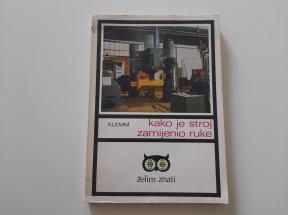 KLEMM
kako je stroj
zamijenio ruke
želim znati